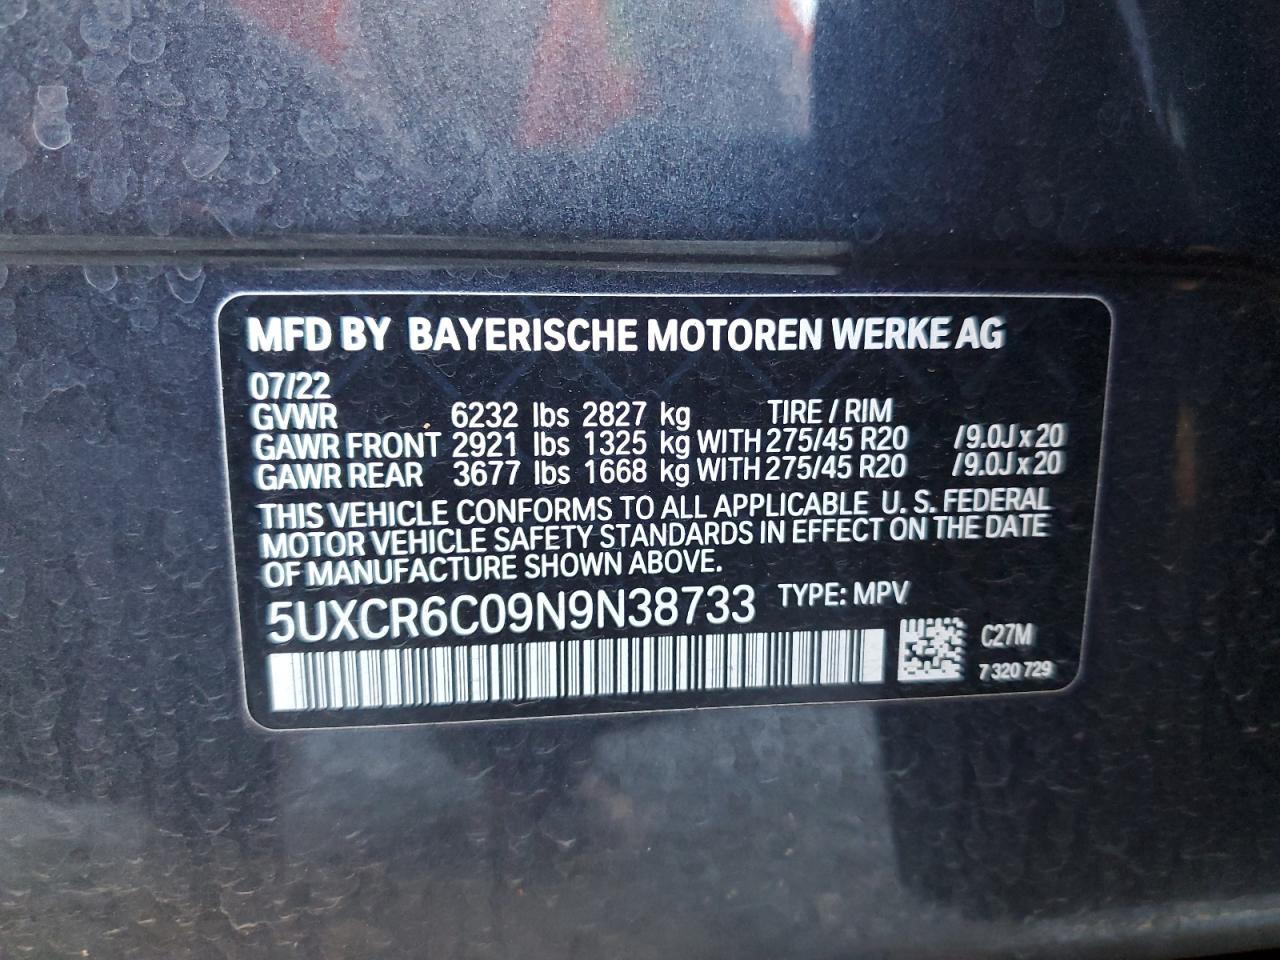 MFD BY BAYERISCHE MOTOREN WERKE AG
07/22
GVWR 6232 lbs 2827 kg TIRE / RIM
GAWR FRONT 2921 lbs 1325 kg WITH 275/45 R20 /9.0J x 20
GAWR REAR 3677 lbs 1668 kg WITH 275/45 R20 /9.0J x 20
THIS VEHICLE CONFORMS TO ALL APPLICABLE U. S. FEDERAL
MOTOR VEHICLE SAFETY STANDARDS IN EFFECT ON THE DATE
OF MANUFACTURE SHOWN ABOVE.
5UXCR6C09N9N38733 TYPE: MPV
C27M
7 320 729